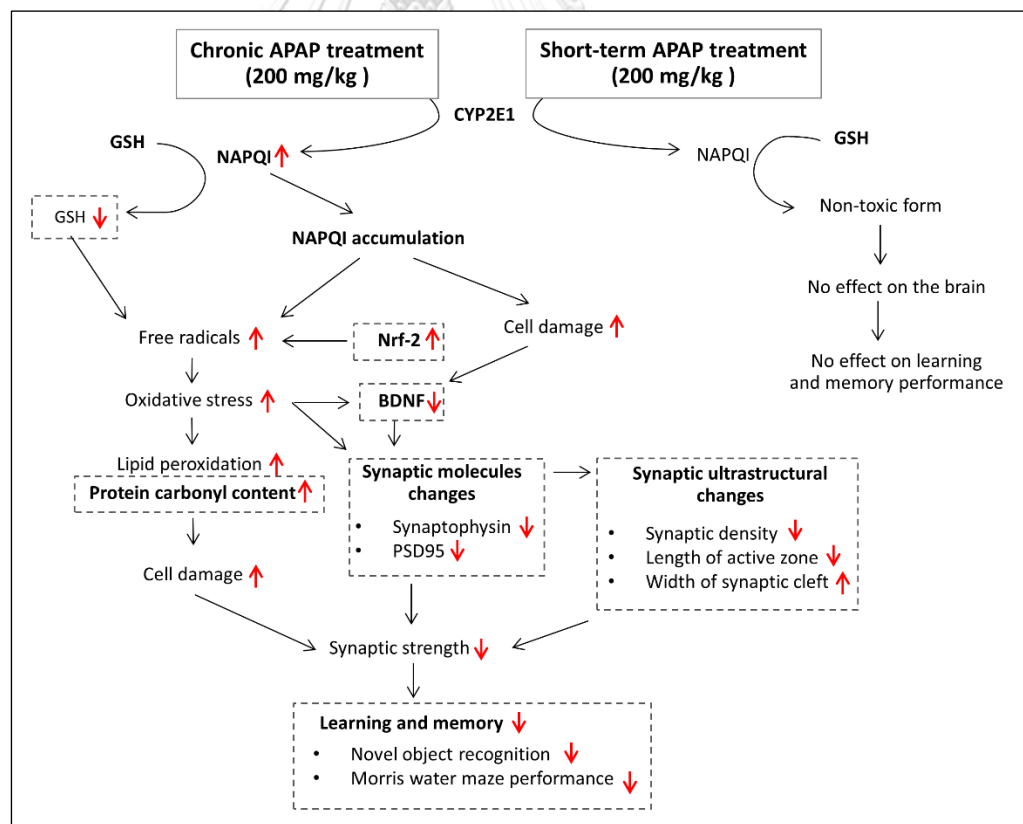 Chronic APAP treatment
(200 mg/kg )
Short-term APAP treatment
(200 mg/kg )
CYP2E1
GSH
NAPQI
NAPQI
GSH
GSH
Non-toxic form
NAPQI accumulation
No effect on the brain
Free radicals
Nrf-2
Cell damage
No effect on learning
and memory performance
Oxidative stress
BDNF
Lipid peroxidation
Protein carbonyl content
Synaptic molecules
changes
• Synaptophysin
• PSD95
Synaptic ultrastructural
changes
• Synaptic density
• Length of active zone
• Width of synaptic cleft
Cell damage
Synaptic strength
Learning and memory
• Novel object recognition
• Morris water maze performance